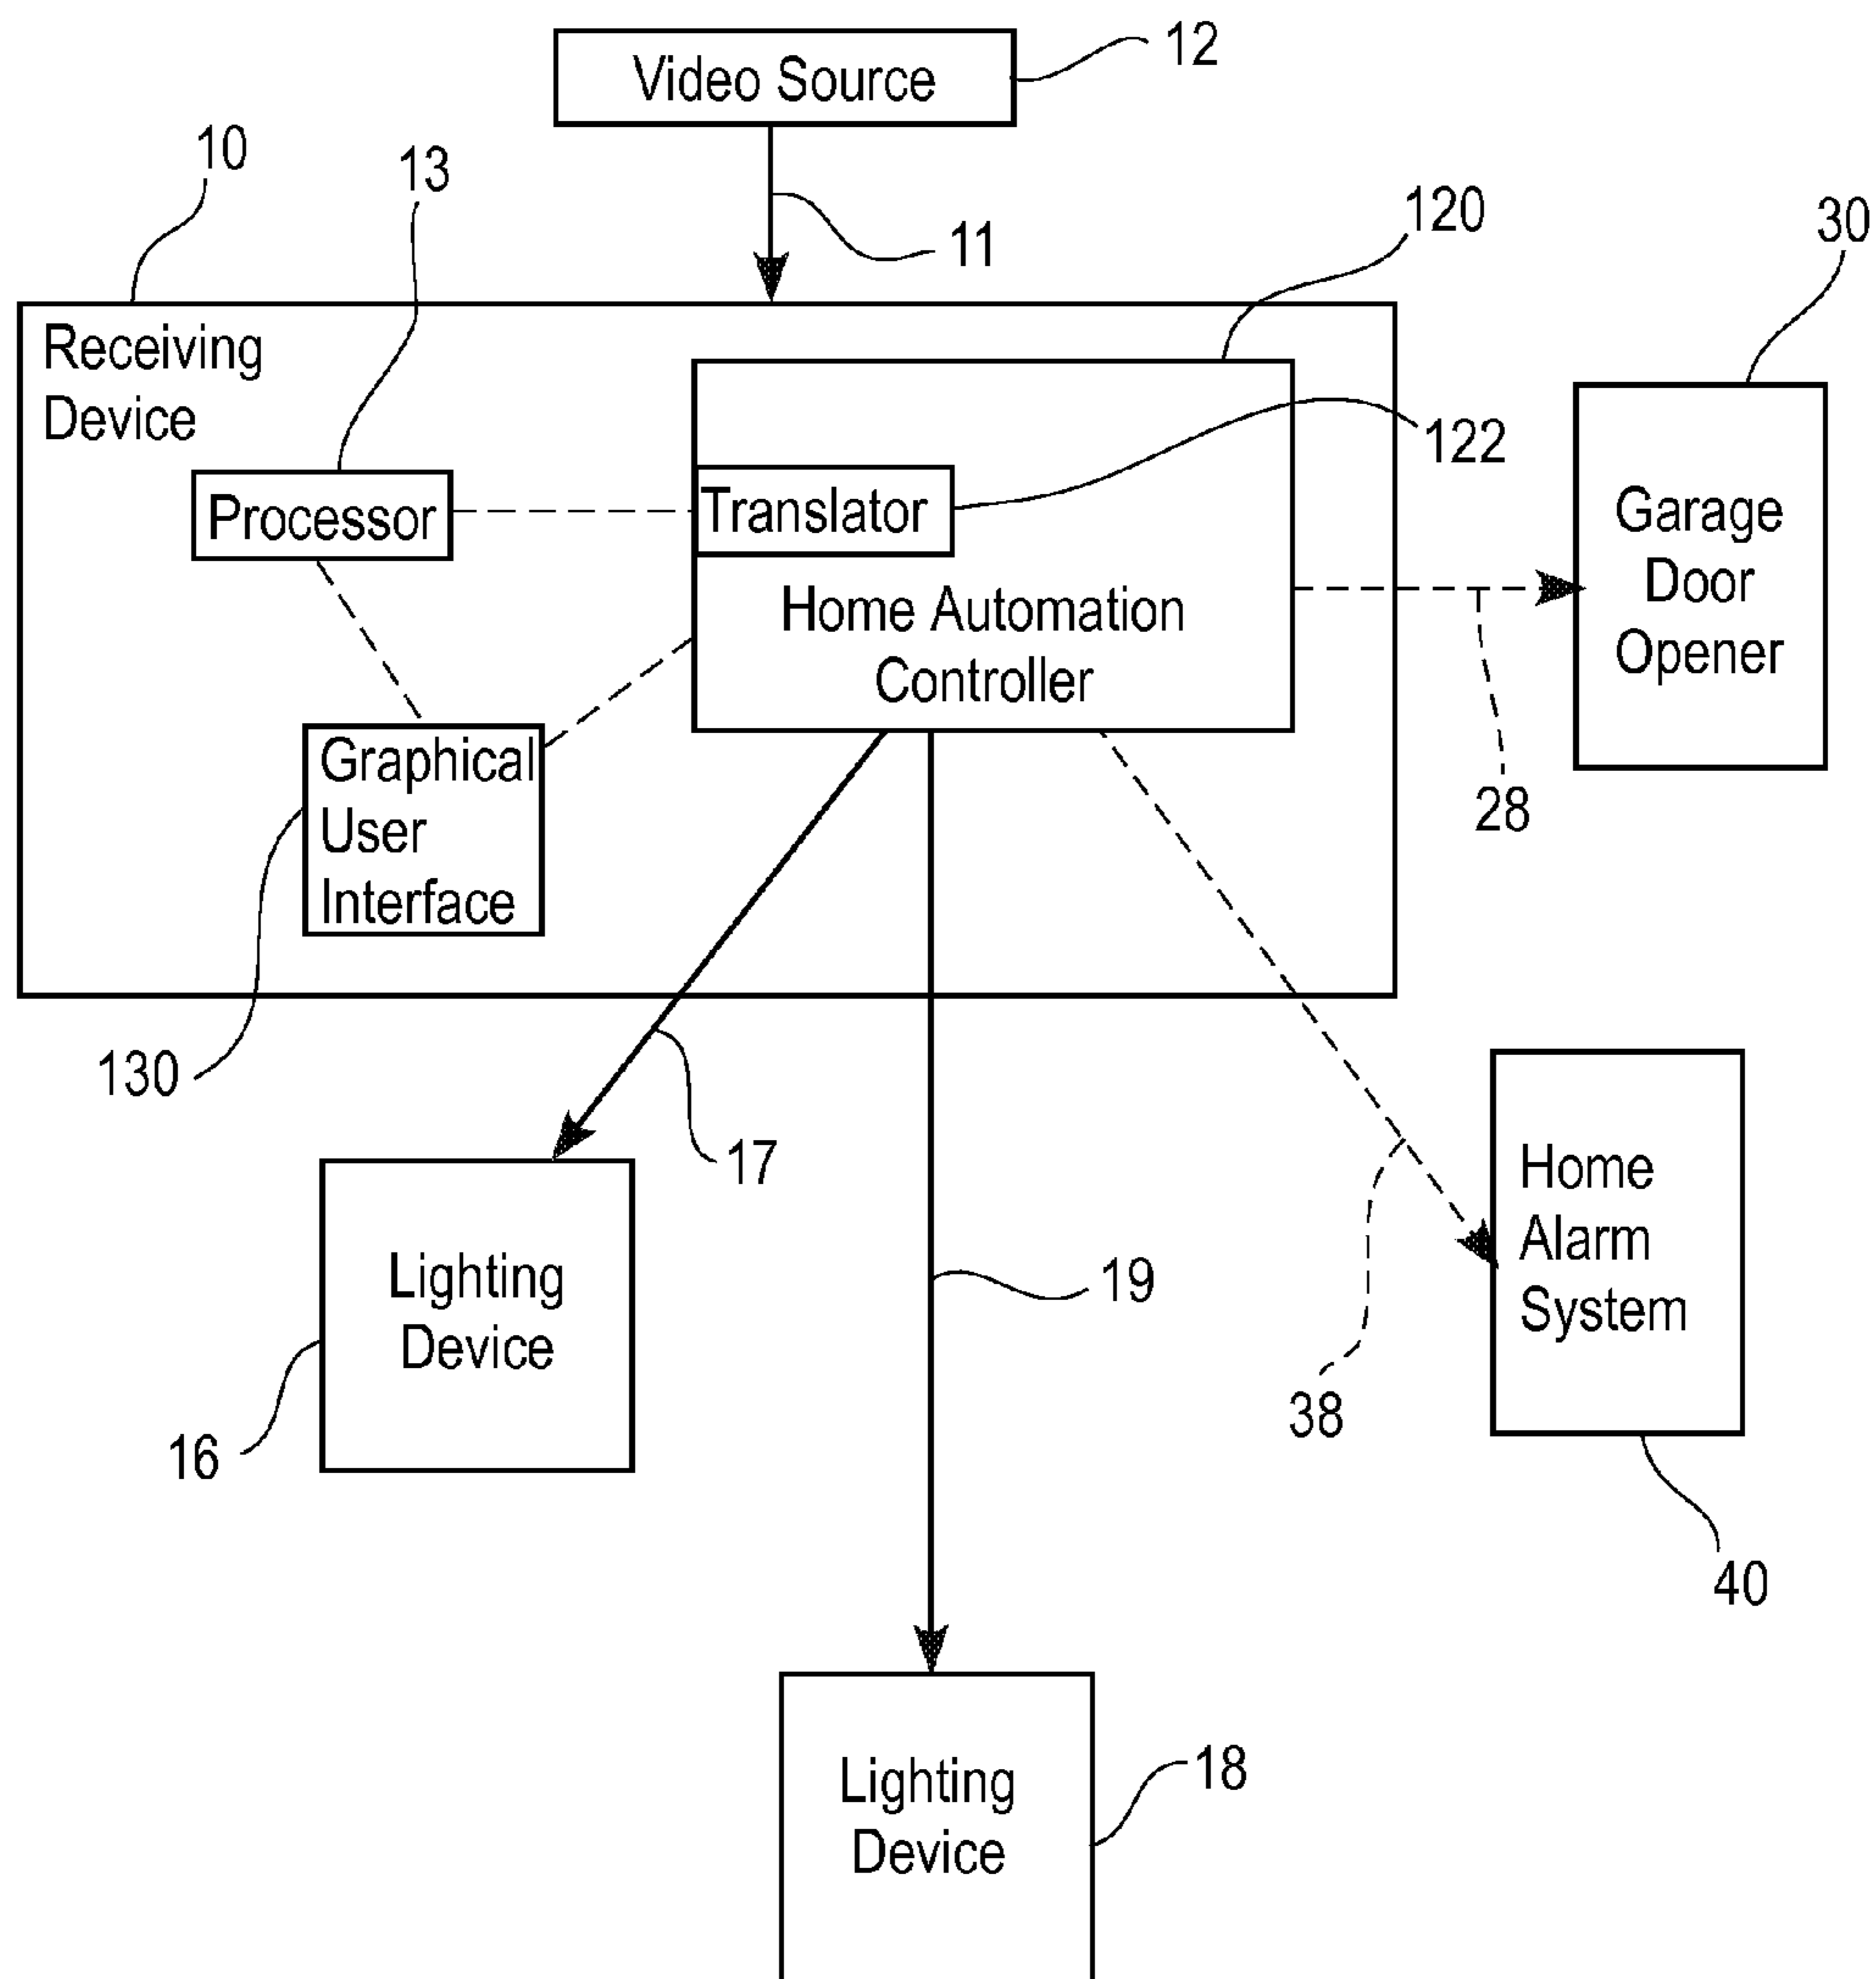 Video Source
12
10
13
11
120
30
Receiving
Device
122
Processor
Translator
Garage
Door
Opener
Home Automation
Controller
Graphical
User
Interface
28
130
17
Home
Alarm
System
Lighting
Device
19
38
16
40
18
Lighting
Device